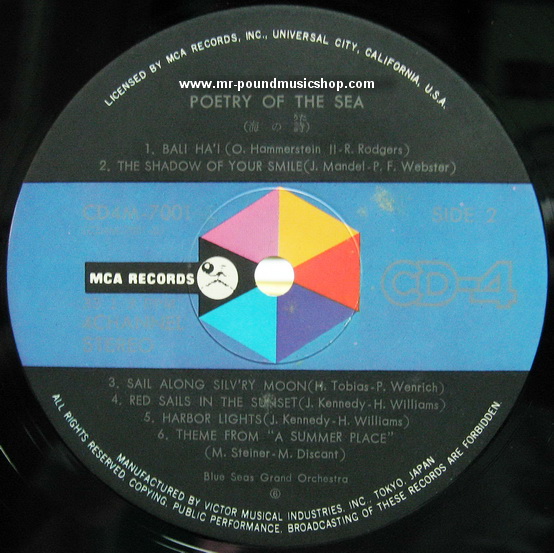 LICENSED BY MCA RECORDS, INC., UNIVERSAL CITY, CALIFORNIA, U.S.A.
www.mr-poundmusicshop.com
POETRY OF THE SEA
(海の詩)
1. BALI HA'I (O. Hammerstein II-R. Rodgers)
2. THE SHADOW OF YOUR SMILE(J. Mandel-P. F. Webster)
CD4M-7001
SIDE 2
MCA RECORDS
CD-4
4CHANNEL
STEREO
3. SAIL ALONG SILV'RY MOON(H. Tobias-P. Wenrich)
4. RED SAILS IN THE SUNSET(J. Kennedy-H. Williams)
5. HARBOR LIGHTS(J. Kennedy-H. Williams)
6. THEME FROM "A SUMMER PLACE"
(M. Steiner-M. Discant)
Blue Seas Grand Orchestra
MANUFACTURED BY VICTOR MUSICAL INDUSTRIES, INC., TOKYO, JAPAN
ALL RIGHTS RESERVED. COPYING, PUBLIC PERFORMANCE, BROADCASTING OF THESE RECORDS ARE FORBIDDEN.